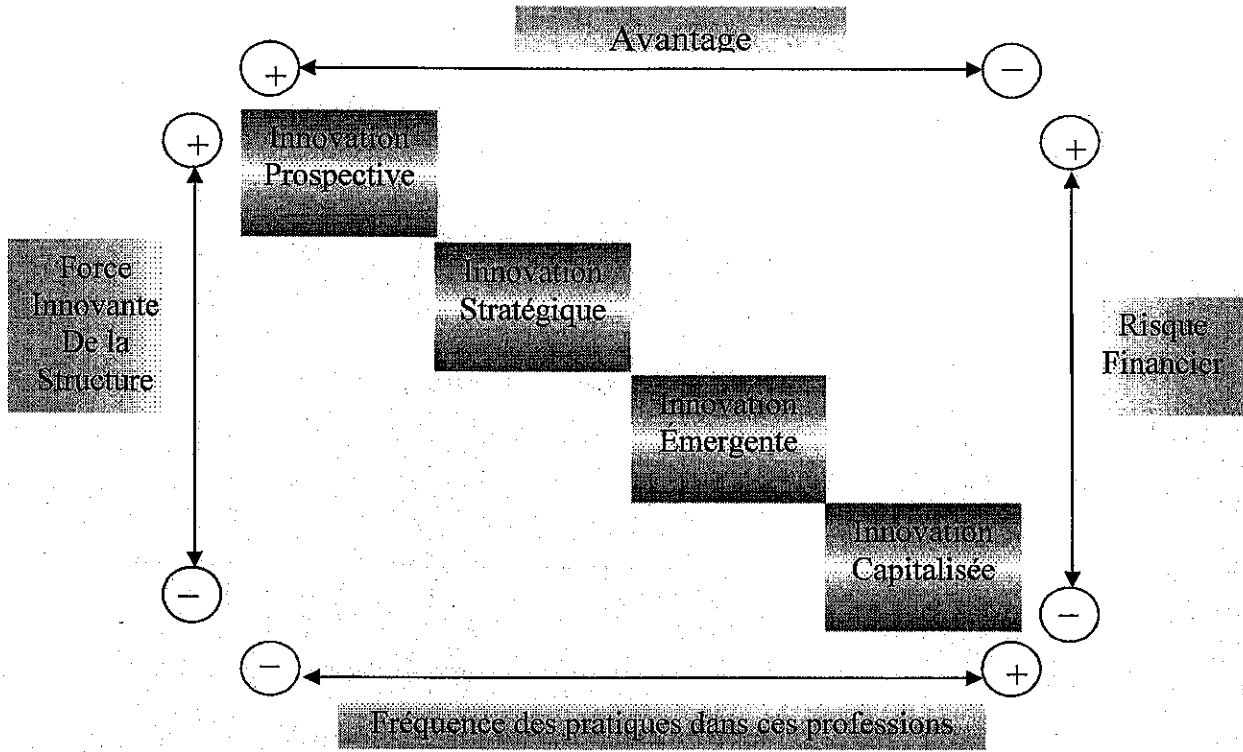 Avantage
+
−
+
+
Innovation
Prospective
Force
Innovante
De la
Structure
Innovation
Stratégique
Risque
Financier
Innovation
Émergente
Innovation
Capitalisée
−
−
−
+
Fréquence des pratiques dans ces professions